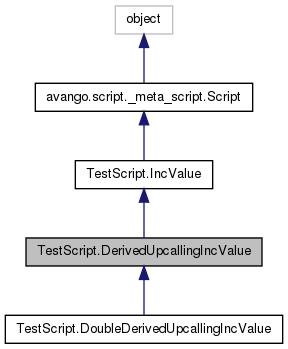 object
avango.script._meta_script.Script
TestScript.IncValue
TestScript.DerivedUpcallingIncValue
TestScript.DoubleDerivedUpcallingIncValue